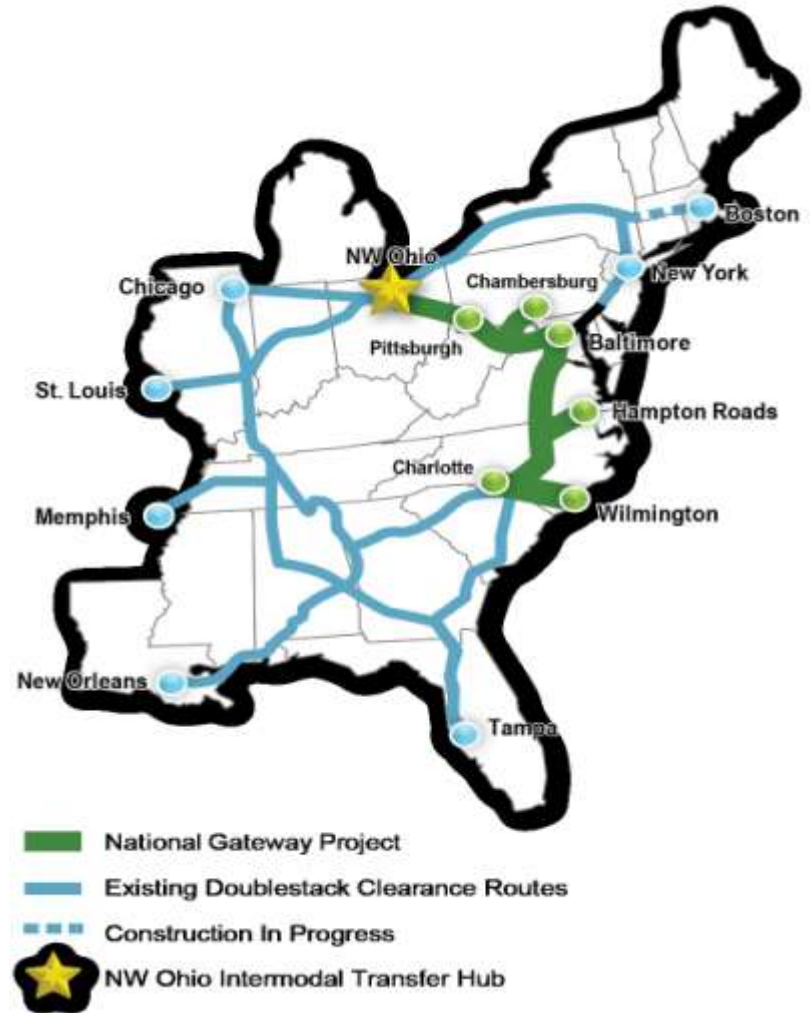 Boston
NW Ohio
New York
Chambersburg
Chicago
Pittsburgh
Baltimore
St. Louis
Hampton Roads
Charlotte
Memphis
Wilmington
New Orleans
Tampa
National Gateway Project
Existing Doublestack Clearance Routes
Construction In Progress
NW Ohio Intermodal Transfer Hub